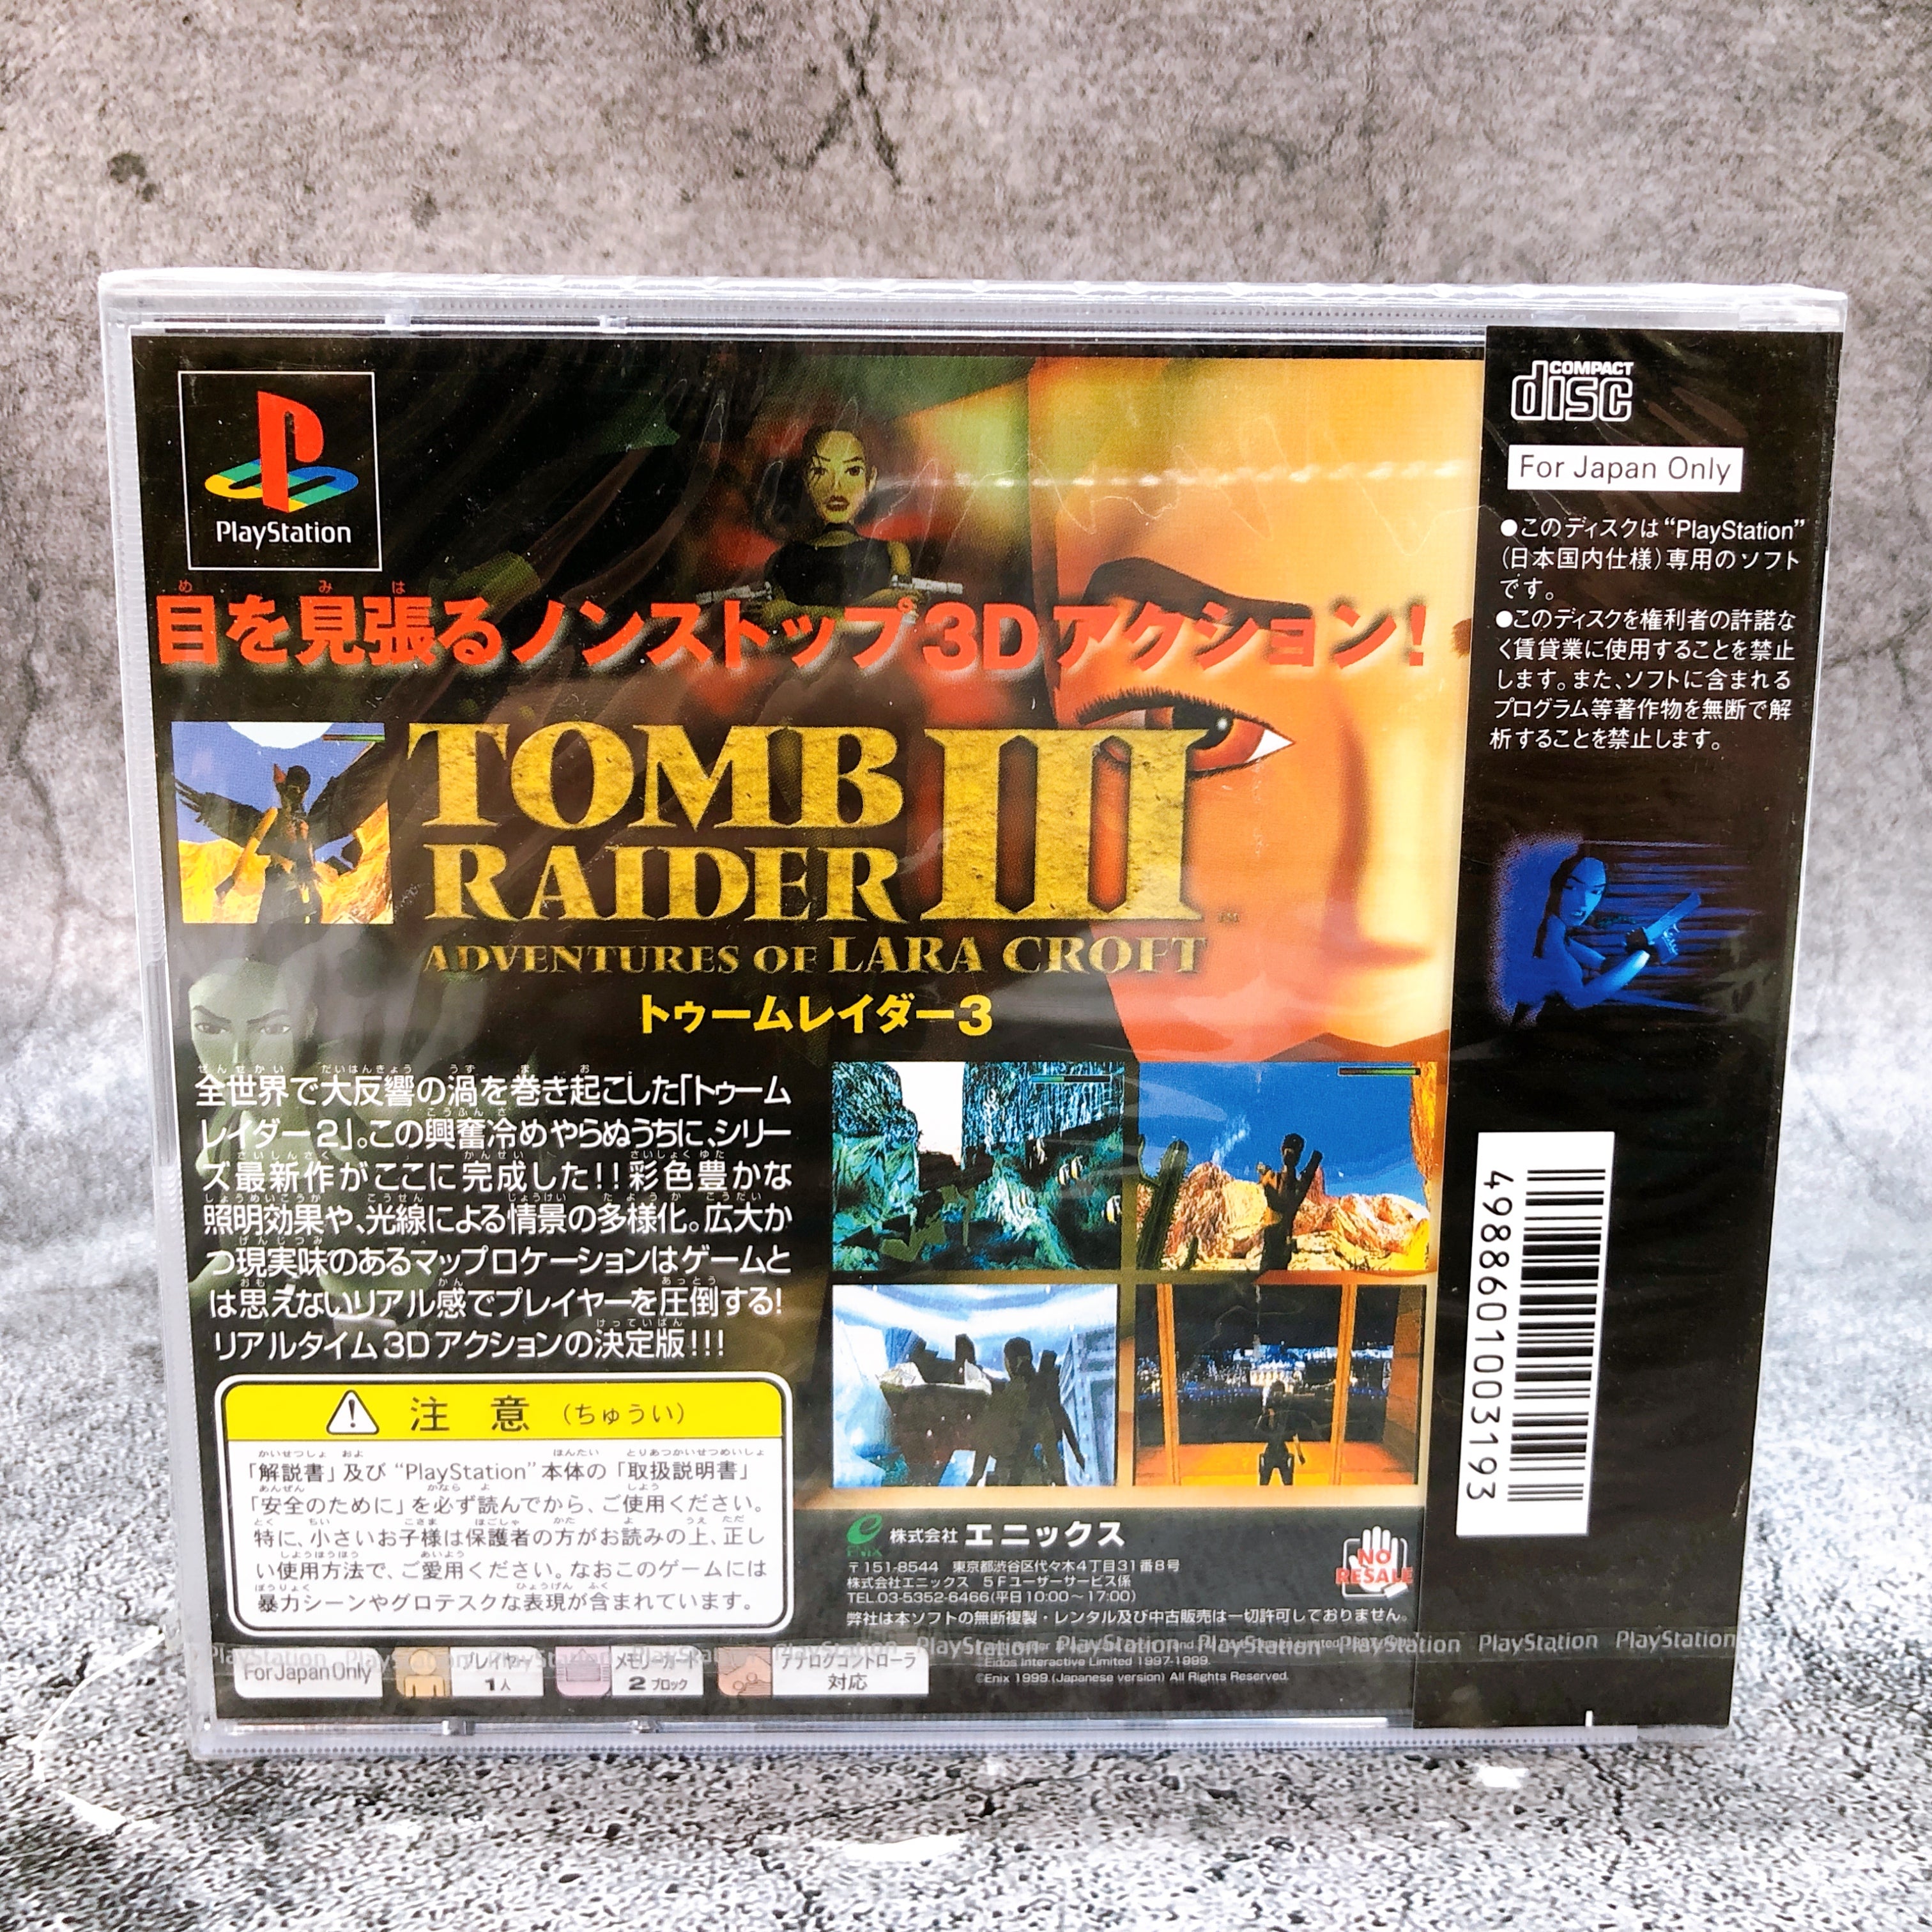 PlayStation
目を見張るノンストップ3Dアクション!
TOMB
RAIDER III
ADVENTURES OF LARA CROFT
トゥームレイダー3
全世界で大反響の渦を巻き起こした「トゥーム
レイダー2」。この興奮冷めやらぬうちに、シリー
ズ最新作がここに完成した!!彩色豊かな
照明効果や、光線による情景の多様化。広大か
つ現実味のあるマップロケーションはゲームと
は思えないリアル感でプレイヤーを圧倒する!
リアルタイム3Dアクションの決定版!!!
注意(ちゅうい)
「解説書」及び“PlayStation”本体の「取扱説明書」
「安全のために」を必ず読んでから、ご使用ください。
特に、小さいお子様は保護者の方がお読みの上、正し
い使用方法で、ご愛用ください。なおこのゲームには
暴力シーンやグロテスクな表現が含まれています。
For Japan Only
プレイヤー
1人
メモリーカード
2ブロック
アナログコントローラ
対応
ENIX
株式会社エニックス
〒151-8544 東京都渋谷区代々木4丁目31番8号
株式会社エニックス 5Fユーザーサービス係
TEL.03-5352-6466(平日10:00～17:00)
弊社は本ソフトの無断複製・レンタル及び中古販売は一切許可しておりません。
NO
RESALE
Eidos Interactive Limited 1997-1999.
©Enix 1999 (Japanese version) All Rights Reserved.
PlayStation PlayStation PlayStation PlayStation PlayStation PlayStation
COMPACT
disc
For Japan Only
●このディスクは“PlayStation”
(日本国内仕様)専用のソフト
です。
●このディスクを権利者の許諾な
く賃貸業に使用することを禁止
します。また、ソフトに含まれる
プログラム等著作物を無断で解
析することを禁止します。
4988601003193